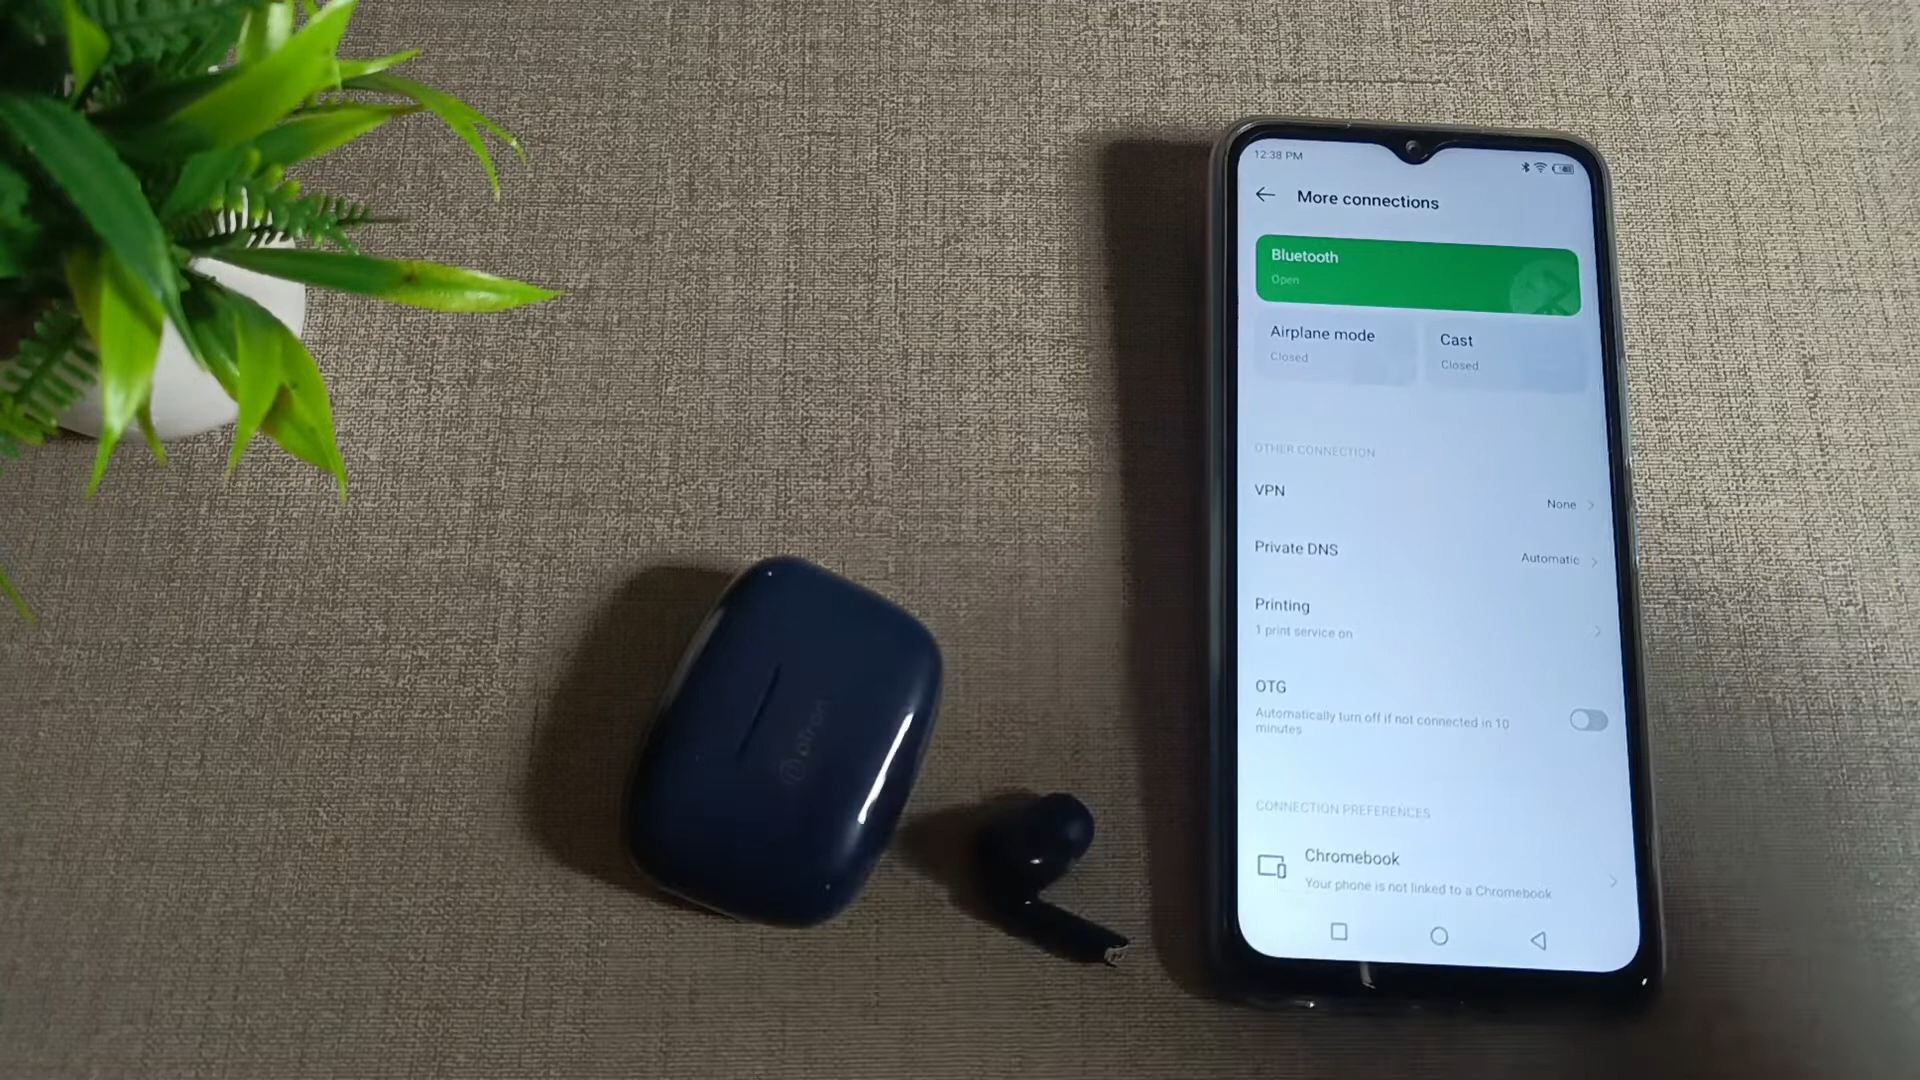 12:38 PM
More connections
Bluetooth
Open
Airplane mode
Closed
Cast
Closed
OTHER CONNECTION
VPN
None
Private DNS
Automatic
Printing
1 print service on
OTG
Automatically turn off if not connected in 10
minutes
CONNECTION PREFERENCES
Chromebook
Your phone is not linked to a Chromebook
ptron